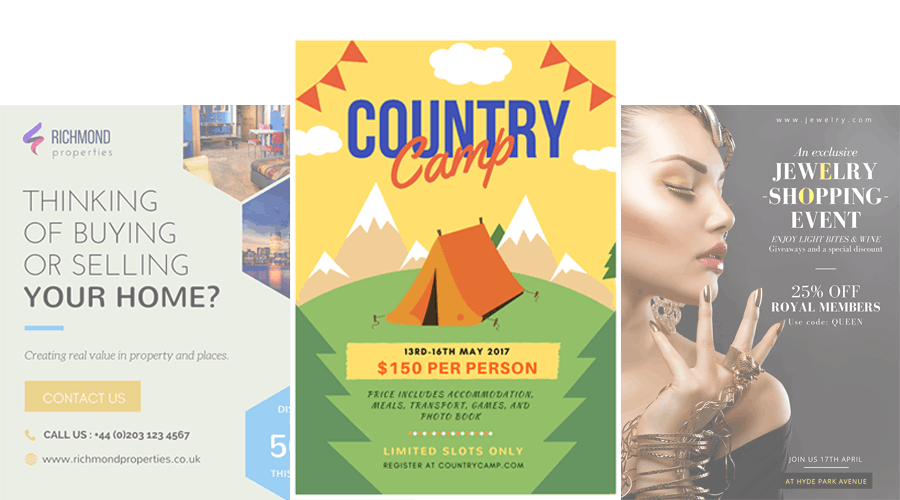 RICHMOND
properties
THINKING
OF BUYING
OR SELLING
YOUR HOME?
Creating real value in property and places.
CONTACT US
CALL US : +44 (0)203 123 4567
www.richmondproperties.co.uk
COUNTRY
Camp
13RD-16TH MAY 2017
$150 PER PERSON
PRICE INCLUDES ACCOMMODATION,
MEALS, TRANSPORT, GAMES, AND
PHOTO BOOK
LIMITED SLOTS ONLY
REGISTER AT COUNTRYCAMP.COM
www.jewelry.com
An exclusive
JEWELRY
-SHOPPING-
EVENT
ENJOY LIGHT BITES & WINE
Giveaways and a special discount
25% OFF
ROYAL MEMBERS
Use code: QUEEN
JOIN US 17TH APRIL
AT HYDE PARK AVENUE